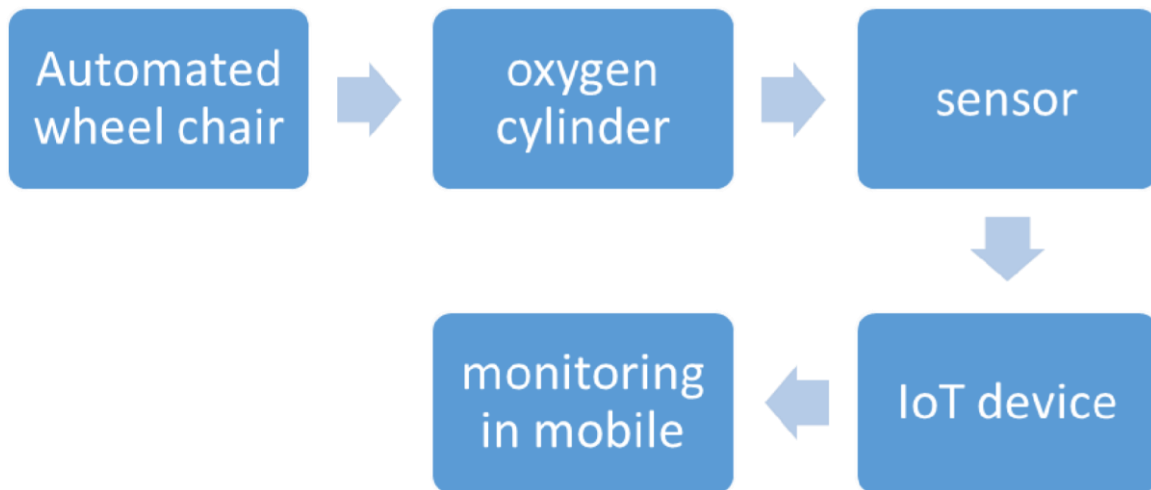 Automated
wheel chair
oxygen
cylinder
sensor
IoT device
monitoring
in mobile